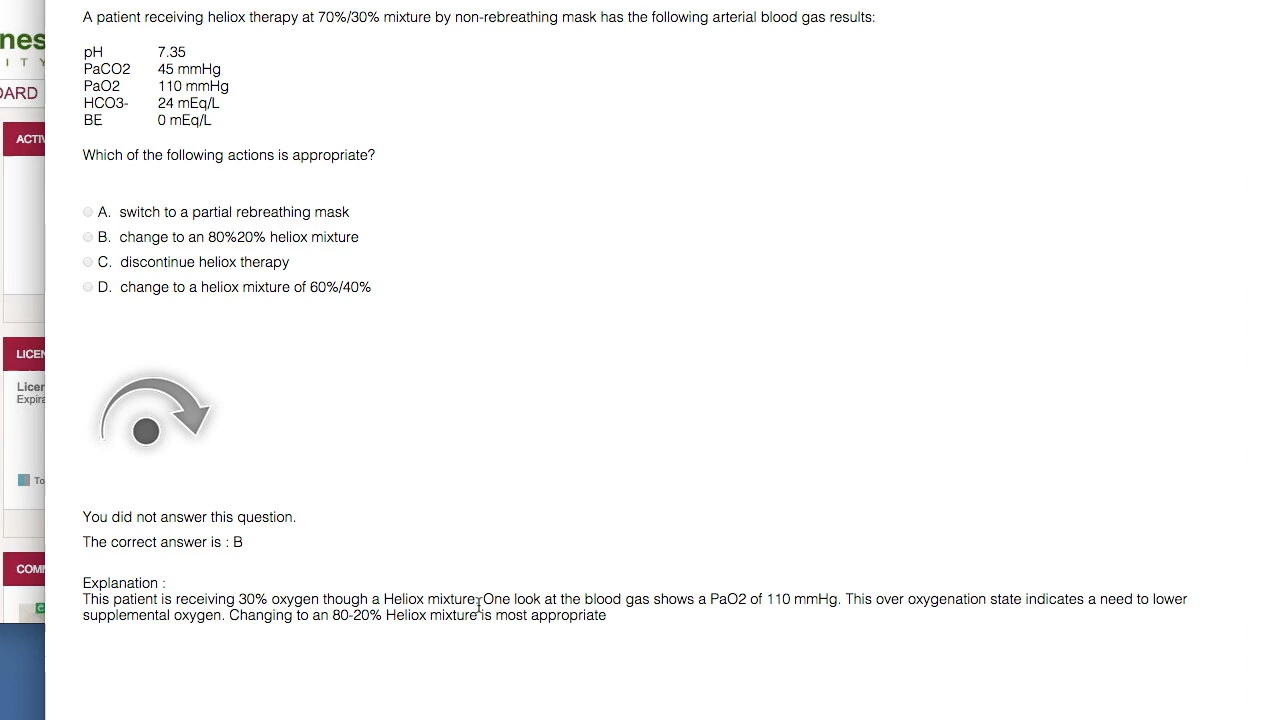 A patient receiving heliox therapy at 70%/30% mixture by non-rebreathing mask has the following arterial blood gas results:
nes
I T Y
pH 7.35
PaCO2 45 mmHg
PaO2 110 mmHg
HCO3- 24 mEq/L
BE 0 mEq/L
ARD
ACTIV
Which of the following actions is appropriate?
A. switch to a partial rebreathing mask
B. change to an 80%20% heliox mixture
C. discontinue heliox therapy
D. change to a heliox mixture of 60%/40%
LICEN
Licer
Expira
To
You did not answer this question.
The correct answer is : B
COMM
Explanation :
This patient is receiving 30% oxygen though a Heliox mixture. One look at the blood gas shows a PaO2 of 110 mmHg. This over oxygenation state indicates a need to lower
supplemental oxygen. Changing to an 80-20% Heliox mixture is most appropriate